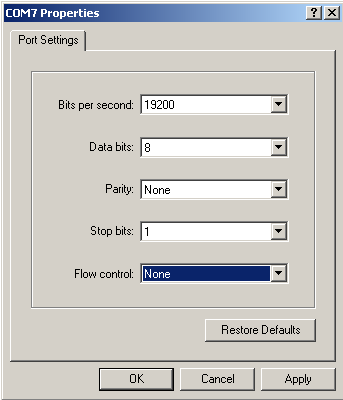 COM7 Properties
Port Settings
Bits per second: 19200
Data bits: 8
Parity: None
Stop bits: 1
Flow control: None
Restore Defaults
OK Cancel Apply